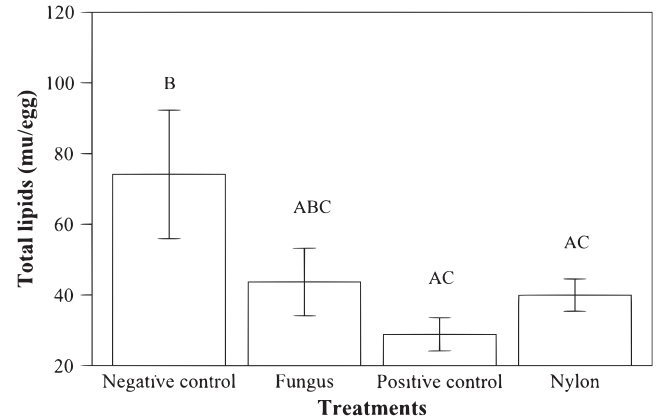 120
100
80
60
40
20
Total lipids (mu/egg)
B
ABC
AC
AC
Negative control
Fungus
Positive control
Nylon
Treatments